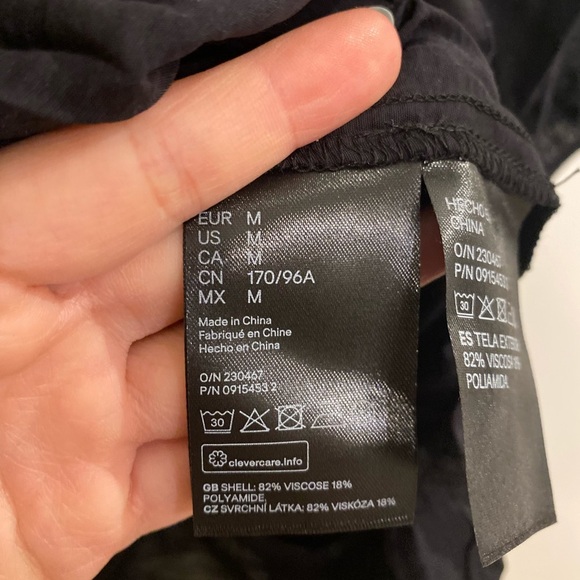 EUR M
US M
CA M
CN 170/96A
MX M
Made in China
Fabriqué en Chine
Hecho en China
O/N 230467
P/N 0915453 2
30
clevercare.info
GB SHELL: 82% VISCOSE 18%
POLYAMIDE,
CZ SVRCHNÍ LÁTKA: 82% VISKÓZA 18%
HECHO
CHINA
O/N 230467
P/N 0915453
30
ES TELA
82% VISCOSA
POLIAMIDA,